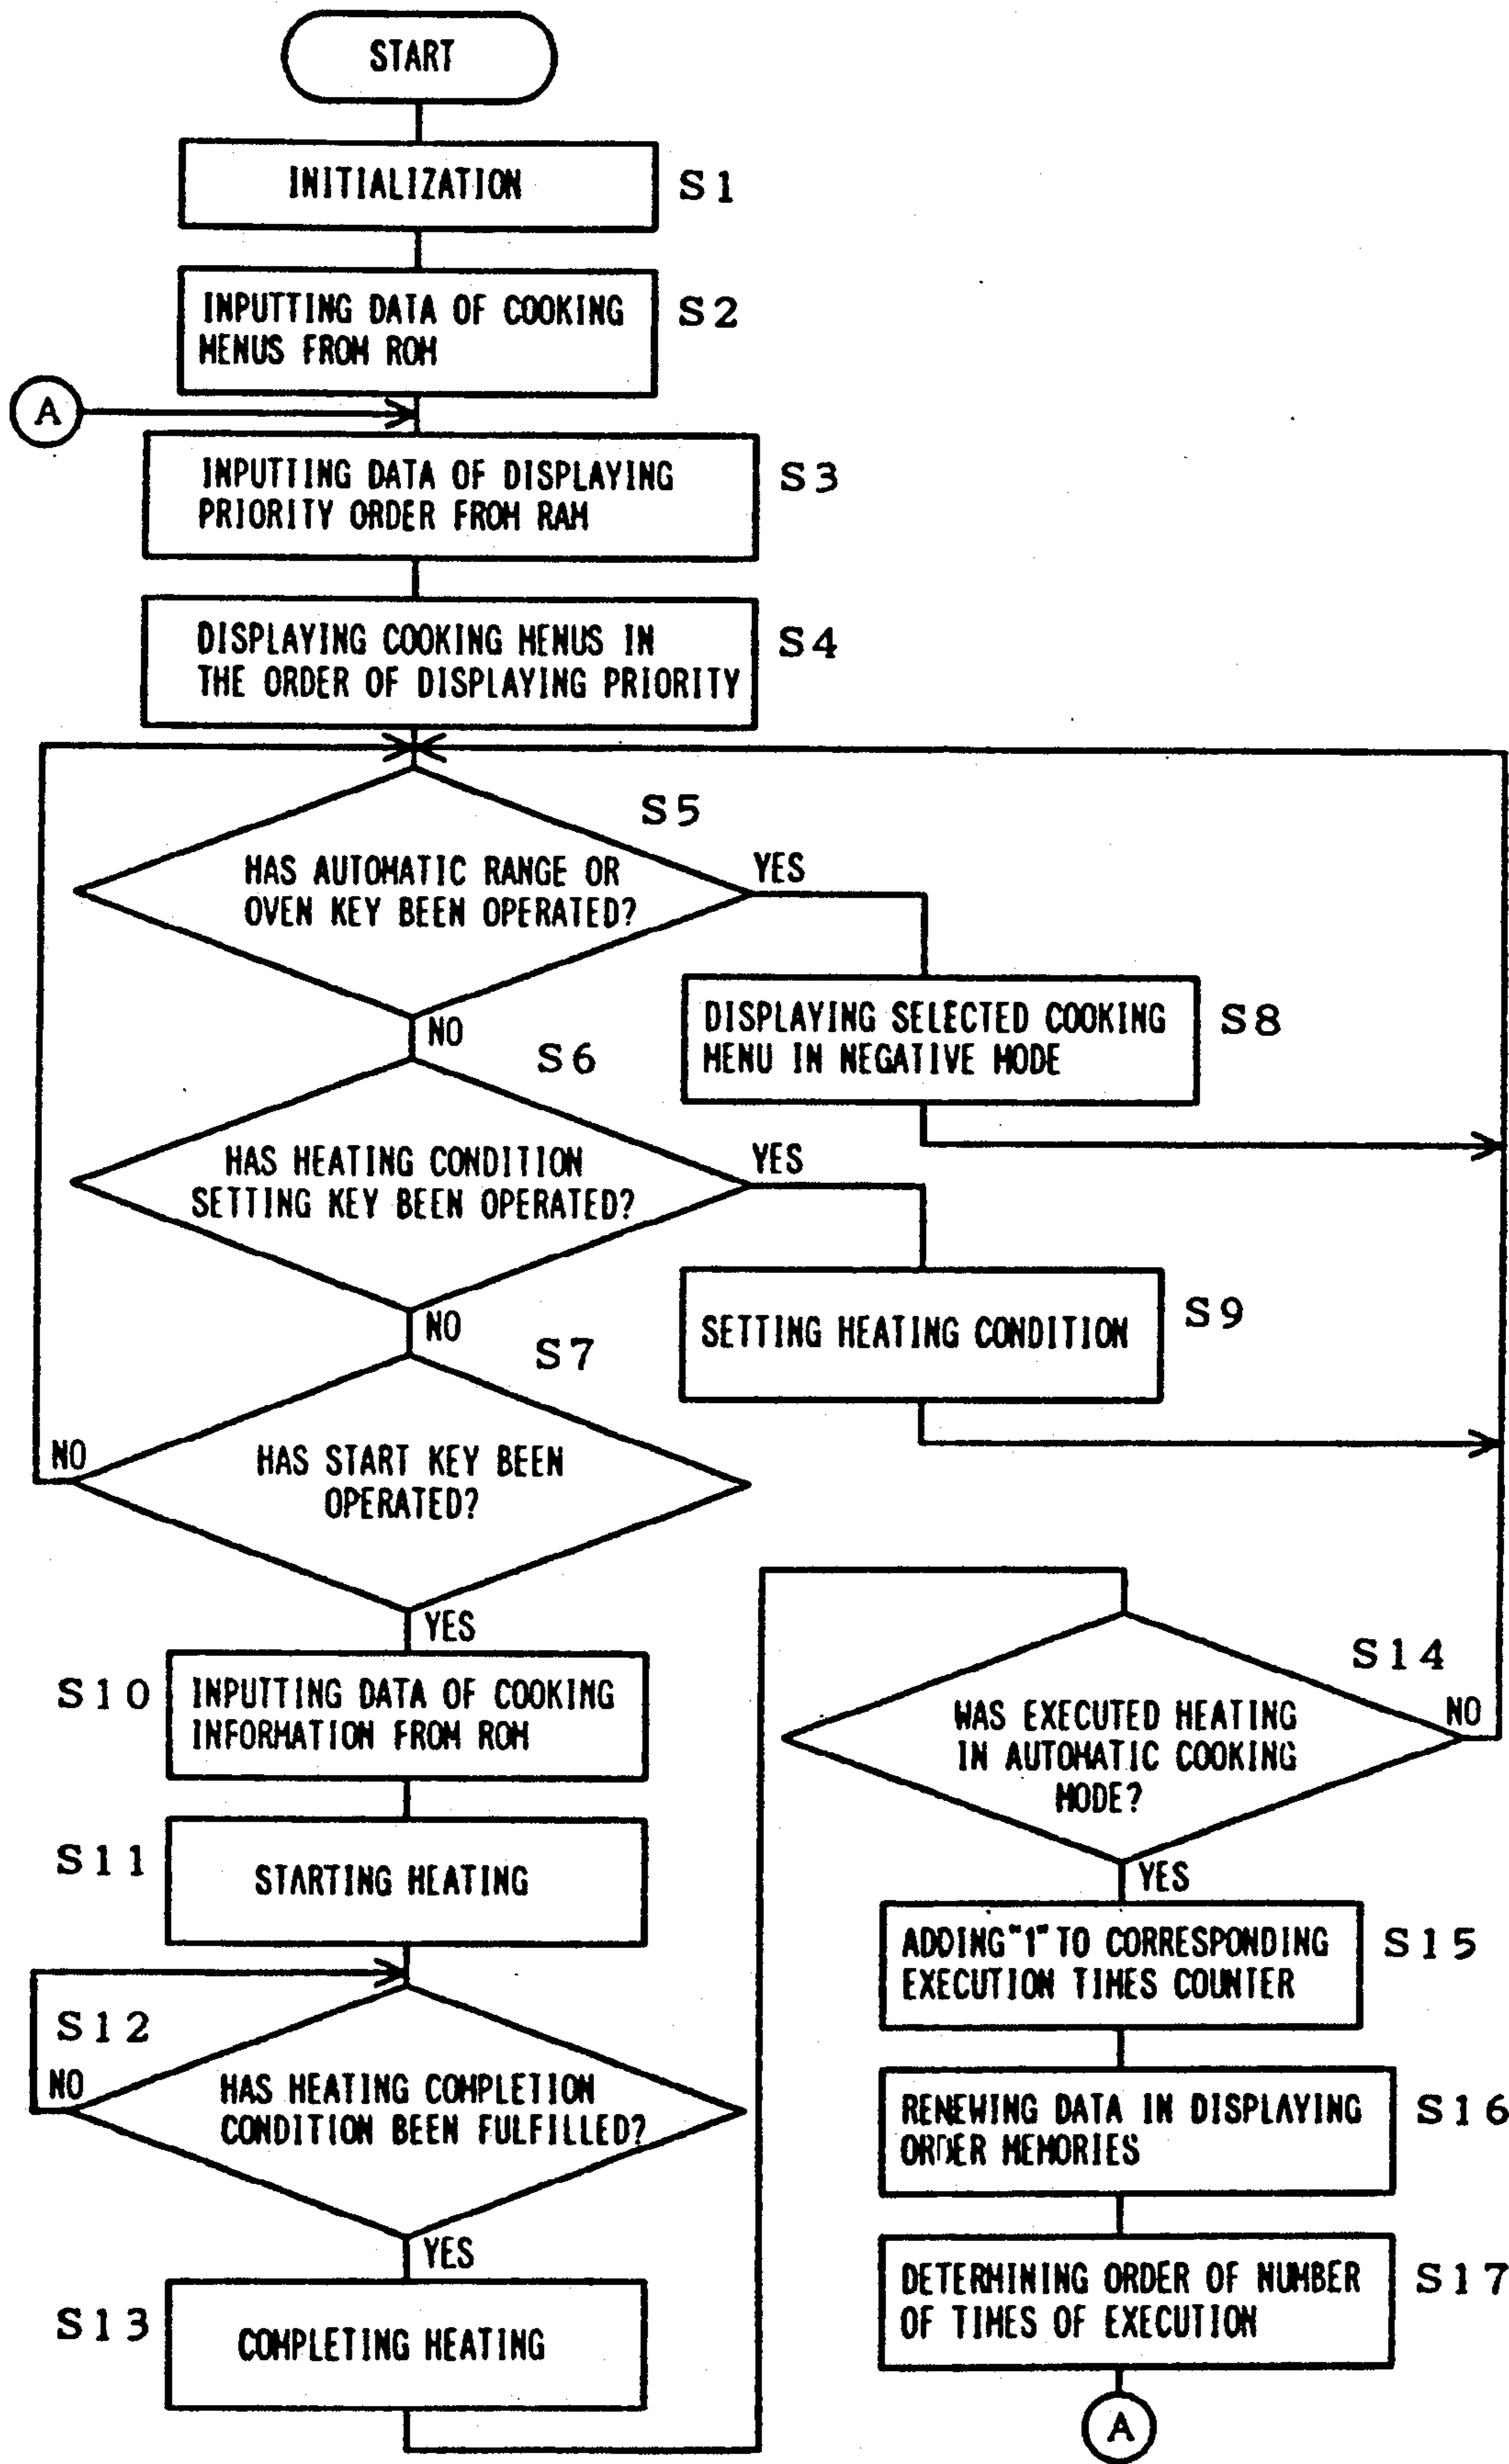 START
INITIALIZATION
S1
INPUTTING DATA OF COOKING
MENUS FROM ROM
S2
A
INPUTTING DATA OF DISPLAYING
PRIORITY ORDER FROM RAM
S3
DISPLAYING COOKING MENUS IN
THE ORDER OF DISPLAYING PRIORITY
S4
S5
HAS AUTOMATIC RANGE OR
OVEN KEY BEEN OPERATED?
YES
NO
DISPLAYING SELECTED COOKING
MENU IN NEGATIVE MODE
S8
S6
HAS HEATING CONDITION
SETTING KEY BEEN OPERATED?
YES
NO
SETTING HEATING CONDITION
S9
S7
HAS START KEY BEEN
OPERATED?
NO
YES
S10
INPUTTING DATA OF COOKING
INFORMATION FROM ROM
S11
STARTING HEATING
S12
NO
HAS HEATING COMPLETION
CONDITION BEEN FULFILLED?
YES
S13
COMPLETING HEATING
S14
WAS EXECUTED HEATING
IN AUTOMATIC COOKING
MODE?
NO
YES
ADDING "1" TO CORRESPONDING
EXECUTION TIMES COUNTER
S15
RENEWING DATA IN DISPLAYING
ORDER MEMORIES
S16
DETERMINING ORDER OF NUMBER
OF TIMES OF EXECUTION
S17
A